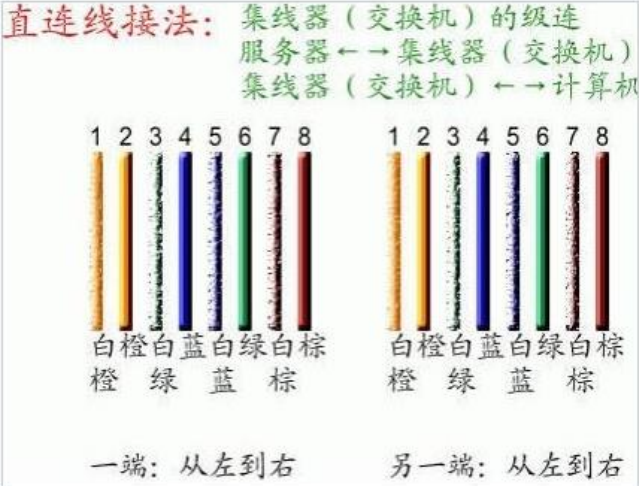 直连线接法：
集线器（交换机）的级连
服务器←→集线器（交换机）
集线器（交换机）←→计算机
1 2 3 4 5 6 7 8 1 2 3 4 5 6 7 8
白橙白蓝白绿白棕 白橙白蓝白绿白棕
橙 绿 蓝 棕 橙 绿 蓝 棕
一端：从左到右 另一端：从左到右